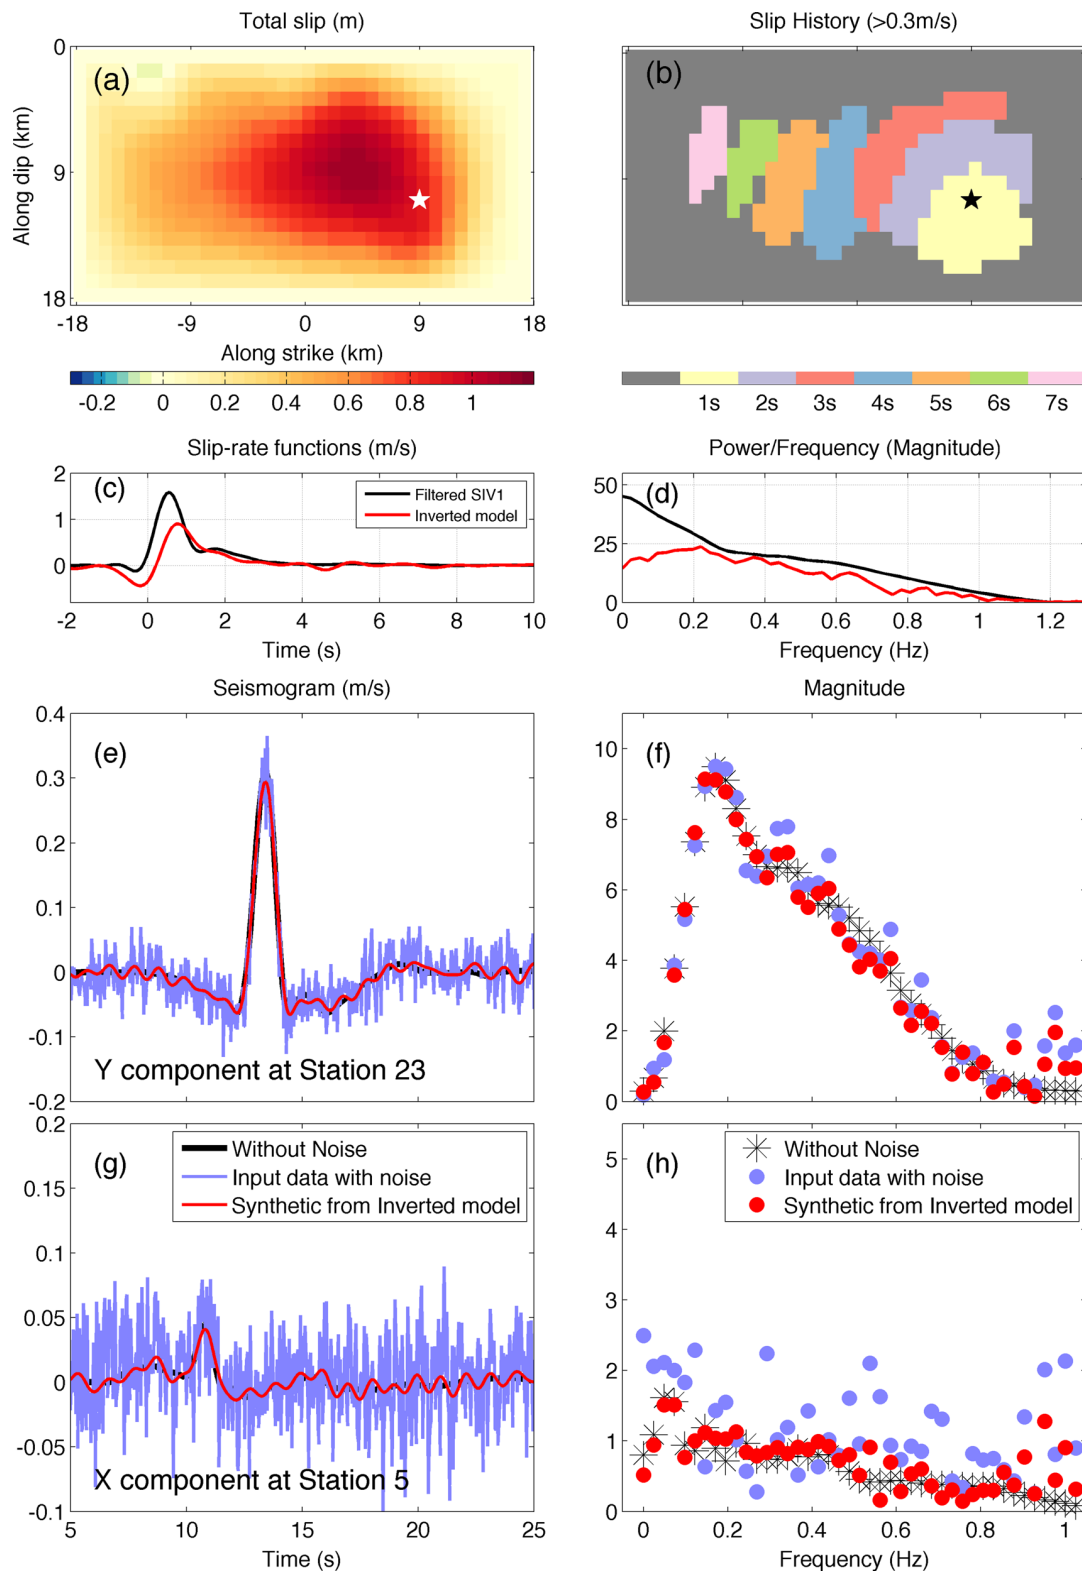 Total slip (m)
Slip History (>0.3m/s)
0
(a)
(b)
Along dip (km)
9
18
-18 -9 0 9 18
Along strike (km)
-0.2 0 0.2 0.4 0.6 0.8 1
1s 2s 3s 4s 5s 6s 7s
Slip-rate functions (m/s)
Power/Frequency (Magnitude)
2
1
0
(c)
Filtered SIV1
Inverted model
50
25
0
(d)
-2 0 2 4 6 8 10
0 0.2 0.4 0.6 0.8 1 1.2
Time (s)
Frequency (Hz)
Seismogram (m/s)
Magnitude
0.4
0.3
0.2
0.1
0
-0.1
-0.2
(e)
Y component at Station 23
10
8
6
4
2
0
(f)
0.2
0.15
0.1
0.05
0
-0.05
-0.1
(g)
Without Noise
Input data with noise
Synthetic from Inverted model
X component at Station 5
5 10 15 20 25
Time (s)
5
4
3
2
1
0
(h)
Without Noise
Input data with noise
Synthetic from Inverted model
0 0.2 0.4 0.6 0.8 1
Frequency (Hz)